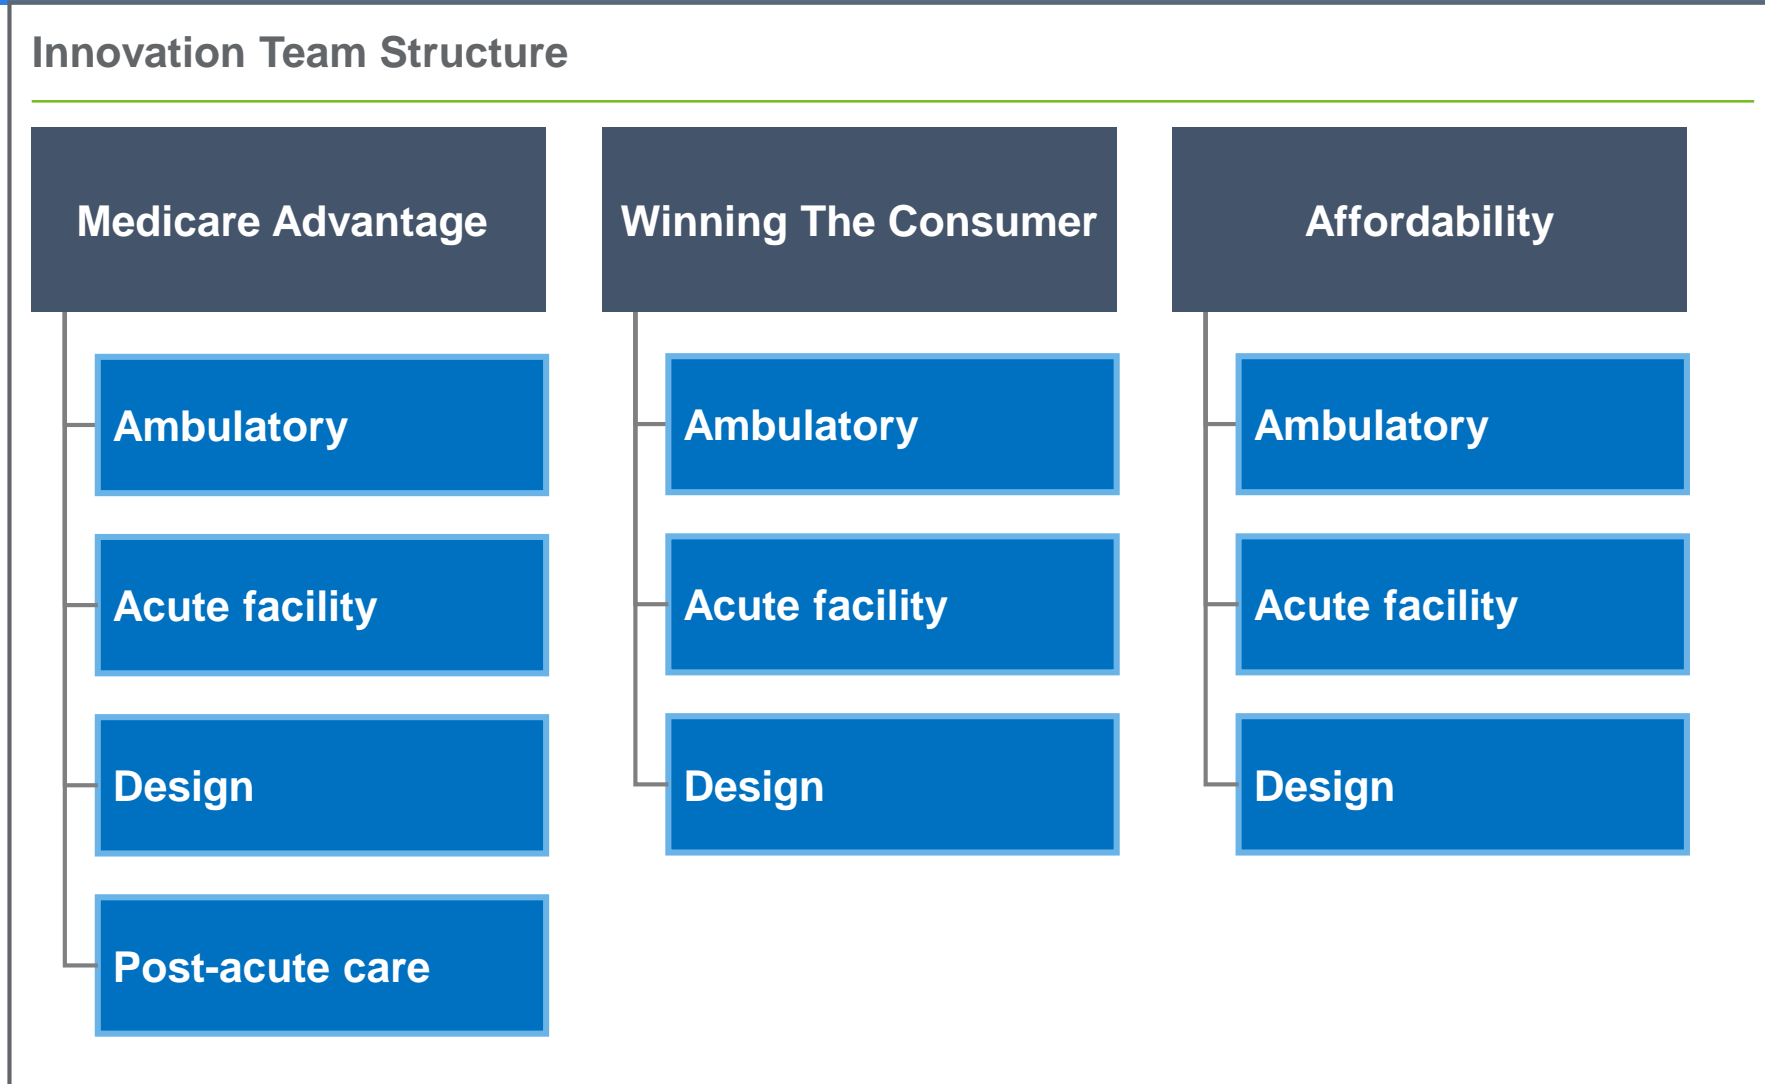 Innovation Team Structure
Medicare Advantage
Ambulatory
Acute facility
Design
Post-acute care
Winning The Consumer
Ambulatory
Acute facility
Design
Affordability
Ambulatory
Acute facility
Design